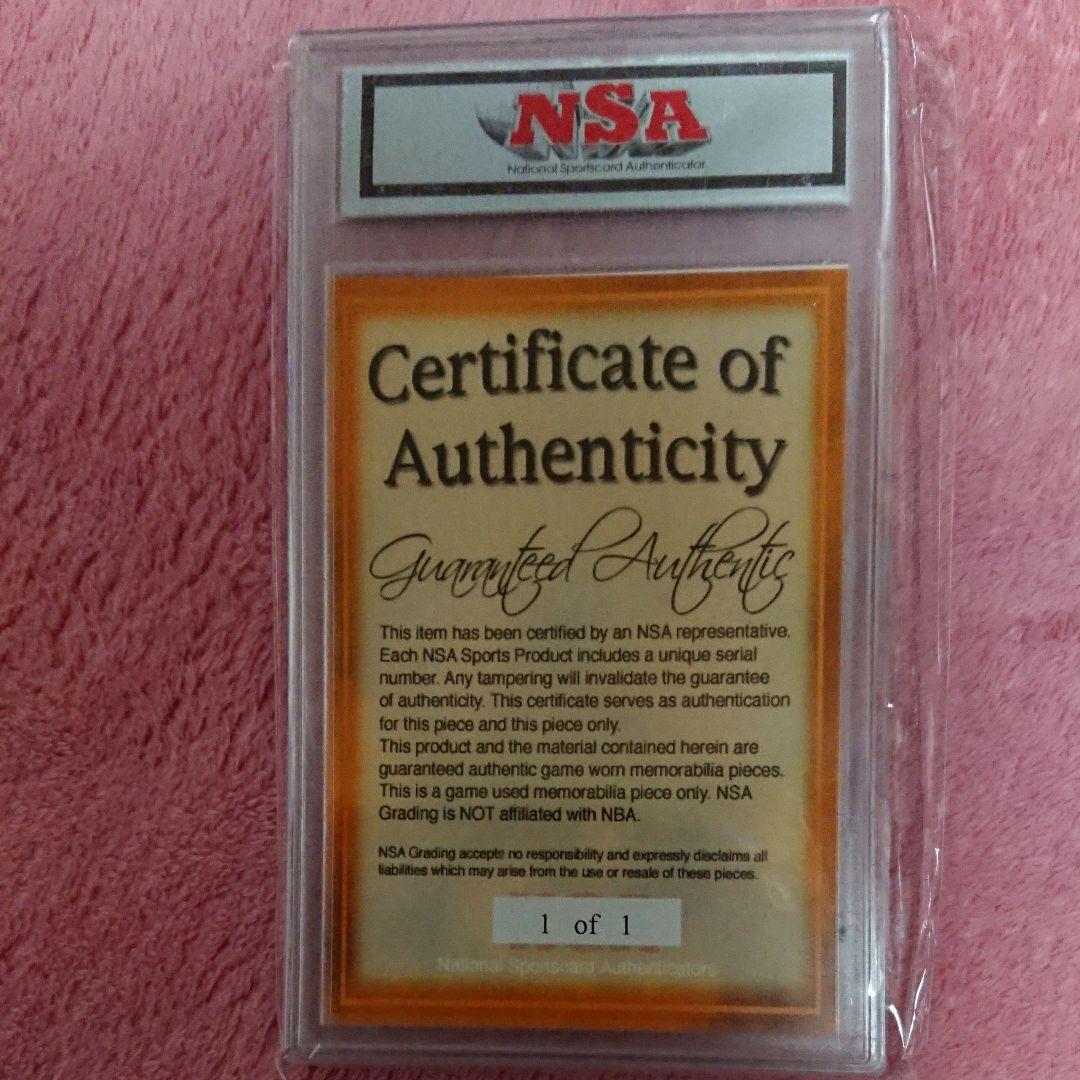 NSA
National Sportscard Authenticator
Certificate of
Authenticity
Guaranteed Authentic
This item has been certified by an NSA representative.
Each NSA Sports Product includes a unique serial
number. Any tampering will invalidate the guarantee
of authenticity. This certificate serves as authentication
for this piece and this piece only.
This product and the material contained herein are
guaranteed authentic game worn memorabilia pieces.
This is a game used memorabilia piece only. NSA
Grading is NOT affiliated with NBA.
NSA Grading accepts no responsibility and expressly disclaims all
liabilities which may arise from the use or resale of these pieces.
1 of 1
National Sportscard Authenticators